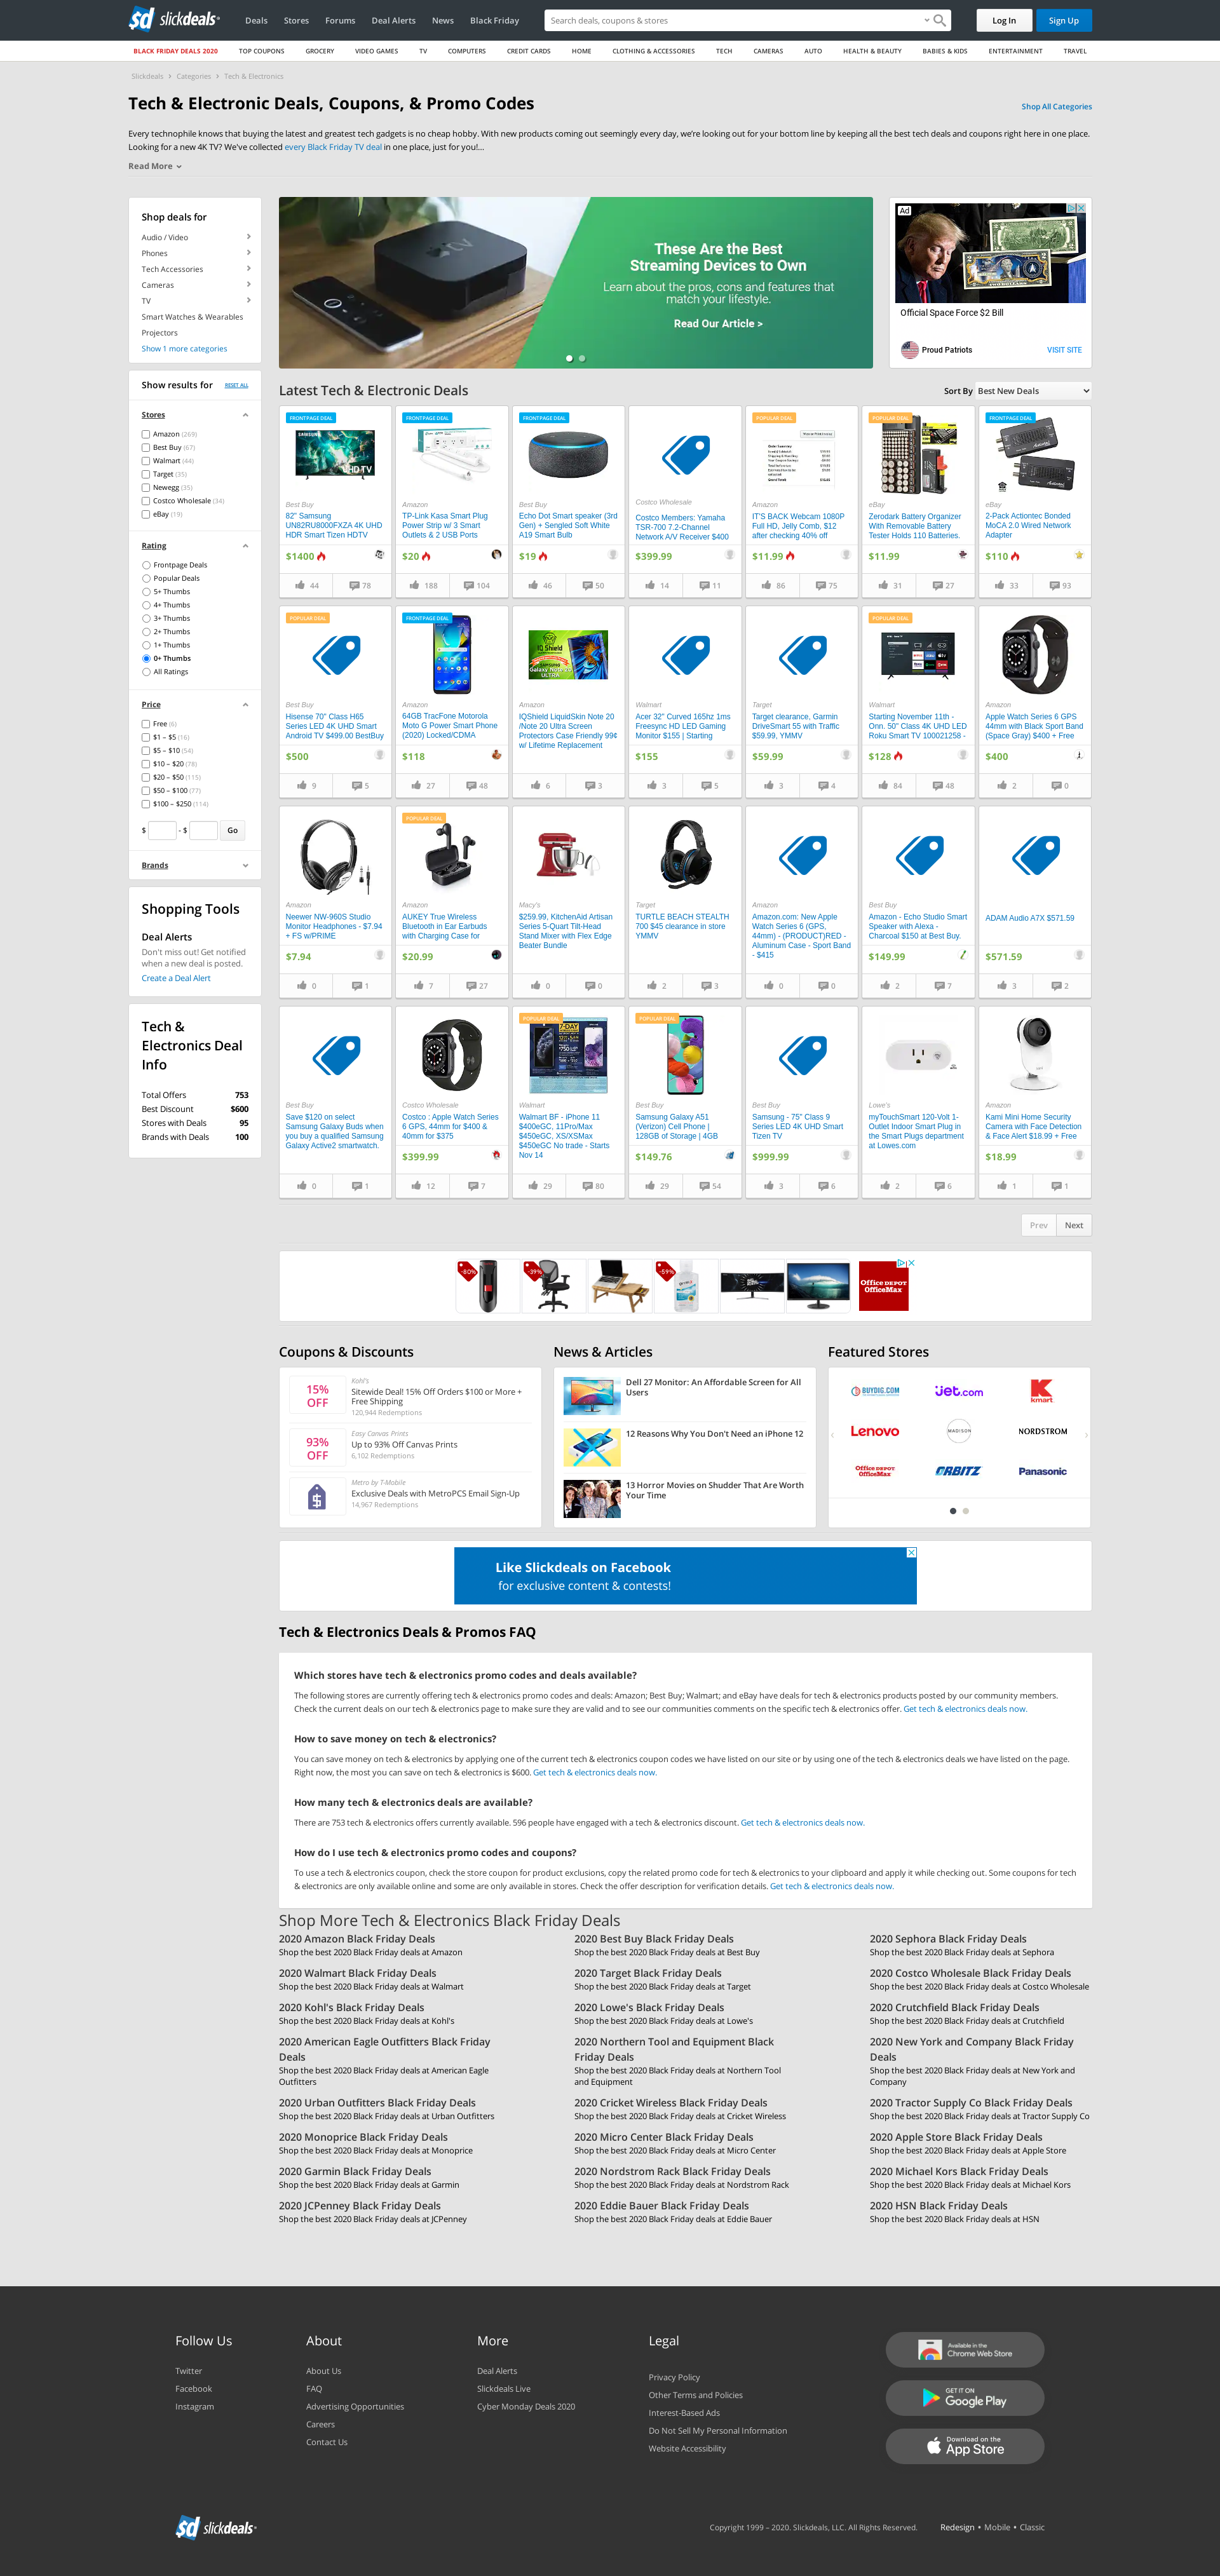 slickdeals
Deals
Stores
Forums
Deal Alerts
News
Black Friday
Search deals, coupons & stores
Log In
Sign Up
BLACK FRIDAY DEALS 2020
TOP COUPONS
GROCERY
VIDEO GAMES
TV
COMPUTERS
CREDIT CARDS
HOME
CLOTHING & ACCESSORIES
TECH
CAMERAS
AUTO
HEALTH & BEAUTY
BABIES & KIDS
ENTERTAINMENT
TRAVEL
Slickdeals › Categories › Tech & Electronics
Tech & Electronic Deals, Coupons, & Promo Codes
Shop All Categories
Every technophile knows that buying the latest and greatest tech gadgets is no cheap hobby. With new products coming out seemingly every day, we're looking out for your bottom line by keeping all the best tech deals and coupons right here in one place.
Looking for a new 4K TV? We've collected every Black Friday TV deal in one place, just for you!...
Read More
Shop deals for
Audio / Video
Phones
Tech Accessories
Cameras
TV
Smart Watches & Wearables
Projectors
Show 1 more categories
Show results for
RESET ALL
Stores
Amazon (269)
Best Buy (67)
Walmart (44)
Target (35)
Newegg (35)
Costco Wholesale (34)
eBay (19)
Rating
Frontpage Deals
Popular Deals
5+ Thumbs
4+ Thumbs
3+ Thumbs
2+ Thumbs
1+ Thumbs
0+ Thumbs
All Ratings
Price
Free (6)
$1 – $5 (16)
$5 – $10 (54)
$10 – $20 (78)
$20 – $50 (115)
$50 – $100 (77)
$100 – $250 (114)
$ - $ Go
Brands
Shopping Tools
Deal Alerts
Don't miss out! Get notified
when a new deal is posted.
Create a Deal Alert
Tech &
Electronics Deal
Info
Total Offers 753
Best Discount $600
Stores with Deals 95
Brands with Deals 100
tv
These Are the Best
Streaming Devices to Own
Learn about the pros, cons and features that
match your lifestyle.
Read Our Article >
Ad
Official Space Force $2 Bill
Proud Patriots
VISIT SITE
Latest Tech & Electronic Deals
Sort By Best New Deals
FRONTPAGE DEAL
SAMSUNG
UHD TV
Best Buy
82" Samsung
UN82RU8000FXZA 4K UHD
HDR Smart Tizen HDTV
$1400
44
78
FRONTPAGE DEAL
Amazon
TP-Link Kasa Smart Plug
Power Strip w/ 3 Smart
Outlets & 2 USB Ports
$20
188
104
FRONTPAGE DEAL
Best Buy
Echo Dot Smart speaker (3rd
Gen) + Sengled Soft White
A19 Smart Bulb
$19
46
50
Costco Wholesale
Costco Members: Yamaha
TSR-700 7.2-Channel
Network A/V Receiver $400
$399.99
14
11
POPULAR DEAL
Amazon
IT'S BACK Webcam 1080P
Full HD, Jelly Comb, $12
after checking 40% off
$11.99
86
75
POPULAR DEAL
eBay
Zerodark Battery Organizer
With Removable Battery
Tester Holds 110 Batteries.
$11.99
31
27
FRONTPAGE DEAL
eBay
2-Pack Actiontec Bonded
MoCA 2.0 Wired Network
Adapter
$110
33
93
POPULAR DEAL
Best Buy
Hisense 70" Class H65
Series LED 4K UHD Smart
Android TV $499.00 BestBuy
$500
9
5
FRONTPAGE DEAL
Amazon
64GB TracFone Motorola
Moto G Power Smart Phone
(2020) Locked/CDMA
$118
27
48
IQ Shield
Amazon
IQShield LiquidSkin Note 20
/Note 20 Ultra Screen
Protectors Case Friendly 99¢
w/ Lifetime Replacement
6
3
Walmart
Acer 32" Curved 165hz 1ms
Freesync HD LED Gaming
Monitor $155 | Starting
$155
3
5
Target
Target clearance, Garmin
DriveSmart 55 with Traffic
$59.99, YMMV
$59.99
3
4
POPULAR DEAL
Walmart
Starting November 11th -
Onn. 50" Class 4K UHD LED
Roku Smart TV 100021258 -
$128
84
48
Amazon
Apple Watch Series 6 GPS
44mm with Black Sport Band
(Space Gray) $400 + Free
$400
2
0
Amazon
Neewer NW-960S Studio
Monitor Headphones - $7.94
+ FS w/PRIME
$7.94
0
1
POPULAR DEAL
Amazon
AUKEY True Wireless
Bluetooth in Ear Earbuds
with Charging Case for
$20.99
7
27
Macy's
$259.99, KitchenAid Artisan
Series 5-Quart Tilt-Head
Stand Mixer with Flex Edge
Beater Bundle
0
0
Target
TURTLE BEACH STEALTH
700 $45 clearance in store
YMMV
2
3
Amazon
Amazon.com: New Apple
Watch Series 6 (GPS,
44mm) - (PRODUCT)RED -
Aluminum Case - Sport Band
- $415
0
0
Best Buy
Amazon - Echo Studio Smart
Speaker with Alexa -
Charcoal $150 at Best Buy.
$149.99
2
7
ADAM Audio A7X $571.59
$571.59
3
2
Best Buy
Save $120 on select
Samsung Galaxy Buds when
you buy a qualified Samsung
Galaxy Active2 smartwatch.
0
1
Costco Wholesale
Costco : Apple Watch Series
6 GPS, 44mm for $400 &
40mm for $375
$399.99
12
7
POPULAR DEAL
7-DAY
Walmart
Walmart BF - iPhone 11
$400eGC, 11Pro/Max
$450eGC, XS/XSMax
$450eGC No trade - Starts
Nov 14
29
80
POPULAR DEAL
Best Buy
Samsung Galaxy A51
(Verizon) Cell Phone |
128GB of Storage | 4GB
$149.76
29
54
Best Buy
Samsung - 75" Class 9
Series LED 4K UHD Smart
Tizen TV
$999.99
3
6
Lowe's
myTouchSmart 120-Volt 1-
Outlet Indoor Smart Plug in
the Smart Plugs department
at Lowes.com
2
6
Amazon
Kami Mini Home Security
Camera with Face Detection
& Face Alert $18.99 + Free
$18.99
1
1
Prev
Next
-80%
-39%
-59%
Office DEPOT
OfficeMax
Coupons & Discounts
15%
OFF
Kohl's
Sitewide Deal! 15% Off Orders $100 or More +
Free Shipping
120,944 Redemptions
93%
OFF
Easy Canvas Prints
Up to 93% Off Canvas Prints
6,102 Redemptions
Metro by T-Mobile
Exclusive Deals with MetroPCS Email Sign-Up
14,967 Redemptions
News & Articles
Dell 27 Monitor: An Affordable Screen for All
Users
12 Reasons Why You Don't Need an iPhone 12
13 Horror Movies on Shudder That Are Worth
Your Time
Featured Stores
BUYDIG.COM
jet.com
kmart
Lenovo
MADISON
NORDSTROM
Office DEPOT
OfficeMax
ORBITZ
Panasonic
Like Slickdeals on Facebook
for exclusive content & contests!
Tech & Electronics Deals & Promos FAQ
Which stores have tech & electronics promo codes and deals available?
The following stores are currently offering tech & electronics promo codes and deals: Amazon; Best Buy; Walmart; and eBay have deals for tech & electronics products posted by our community members.
Check the current deals on our tech & electronics page to make sure they are valid and to see our communities comments on the specific tech & electronics offer. Get tech & electronics deals now.
How to save money on tech & electronics?
You can save money on tech & electronics by applying one of the current tech & electronics coupon codes we have listed on our site or by using one of the tech & electronics deals we have listed on the page.
Right now, the most you can save on tech & electronics is $600. Get tech & electronics deals now.
How many tech & electronics deals are available?
There are 753 tech & electronics offers currently available. 596 people have engaged with a tech & electronics discount. Get tech & electronics deals now.
How do I use tech & electronics promo codes and coupons?
To use a tech & electronics coupon, check the store coupon for product exclusions, copy the related promo code for tech & electronics to your clipboard and apply it while checking out. Some coupons for tech
& electronics are only available online and some are only available in stores. Check the offer description for verification details. Get tech & electronics deals now.
Shop More Tech & Electronics Black Friday Deals
2020 Amazon Black Friday Deals
Shop the best 2020 Black Friday deals at Amazon
2020 Best Buy Black Friday Deals
Shop the best 2020 Black Friday deals at Best Buy
2020 Sephora Black Friday Deals
Shop the best 2020 Black Friday deals at Sephora
2020 Walmart Black Friday Deals
Shop the best 2020 Black Friday deals at Walmart
2020 Target Black Friday Deals
Shop the best 2020 Black Friday deals at Target
2020 Costco Wholesale Black Friday Deals
Shop the best 2020 Black Friday deals at Costco Wholesale
2020 Kohl's Black Friday Deals
Shop the best 2020 Black Friday deals at Kohl's
2020 Lowe's Black Friday Deals
Shop the best 2020 Black Friday deals at Lowe's
2020 Crutchfield Black Friday Deals
Shop the best 2020 Black Friday deals at Crutchfield
2020 American Eagle Outfitters Black Friday
Deals
Shop the best 2020 Black Friday deals at American Eagle
Outfitters
2020 Northern Tool and Equipment Black
Friday Deals
Shop the best 2020 Black Friday deals at Northern Tool
and Equipment
2020 New York and Company Black Friday
Deals
Shop the best 2020 Black Friday deals at New York and
Company
2020 Urban Outfitters Black Friday Deals
Shop the best 2020 Black Friday deals at Urban Outfitters
2020 Cricket Wireless Black Friday Deals
Shop the best 2020 Black Friday deals at Cricket Wireless
2020 Tractor Supply Co Black Friday Deals
Shop the best 2020 Black Friday deals at Tractor Supply Co
2020 Monoprice Black Friday Deals
Shop the best 2020 Black Friday deals at Monoprice
2020 Micro Center Black Friday Deals
Shop the best 2020 Black Friday deals at Micro Center
2020 Apple Store Black Friday Deals
Shop the best 2020 Black Friday deals at Apple Store
2020 Garmin Black Friday Deals
Shop the best 2020 Black Friday deals at Garmin
2020 Nordstrom Rack Black Friday Deals
Shop the best 2020 Black Friday deals at Nordstrom Rack
2020 Michael Kors Black Friday Deals
Shop the best 2020 Black Friday deals at Michael Kors
2020 JCPenney Black Friday Deals
Shop the best 2020 Black Friday deals at JCPenney
2020 Eddie Bauer Black Friday Deals
Shop the best 2020 Black Friday deals at Eddie Bauer
2020 HSN Black Friday Deals
Shop the best 2020 Black Friday deals at HSN
Follow Us
Twitter
Facebook
Instagram
About
About Us
FAQ
Advertising Opportunities
Careers
Contact Us
More
Deal Alerts
Slickdeals Live
Cyber Monday Deals 2020
Legal
Privacy Policy
Other Terms and Policies
Interest-Based Ads
Do Not Sell My Personal Information
Website Accessibility
Available in the
Chrome Web Store
GET IT ON
Google Play
Download on the
App Store
slickdeals
Copyright 1999 – 2020. Slickdeals, LLC. All Rights Reserved.
Redesign • Mobile • Classic